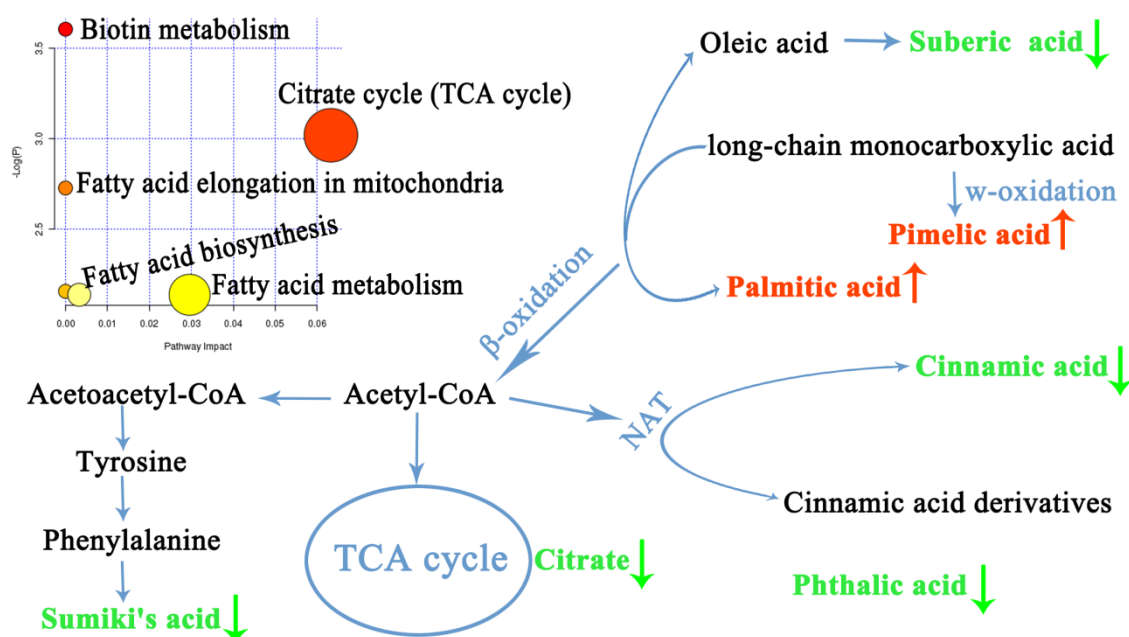 Biotin metabolism
3.5
Citrate cycle (TCA cycle)
3.0
-Log(P)
Fatty acid elongation in mitochondria
2.5
Fatty acid biosynthesis
Fatty acid metabolism
0.00 0.01 0.02 0.03 0.04 0.05 0.06
Pathway Impact
Oleic acid
Suberic acid
long-chain monocarboxylic acid
w-oxidation
Pimelic acid
Palmitic acid
β-oxidation
Cinnamic acid
Acetoacetyl-CoA
Acetyl-CoA
NAT
Tyrosine
Cinnamic acid derivatives
Phenylalanine
TCA cycle
Citrate
Phthalic acid
Sumiki's acid